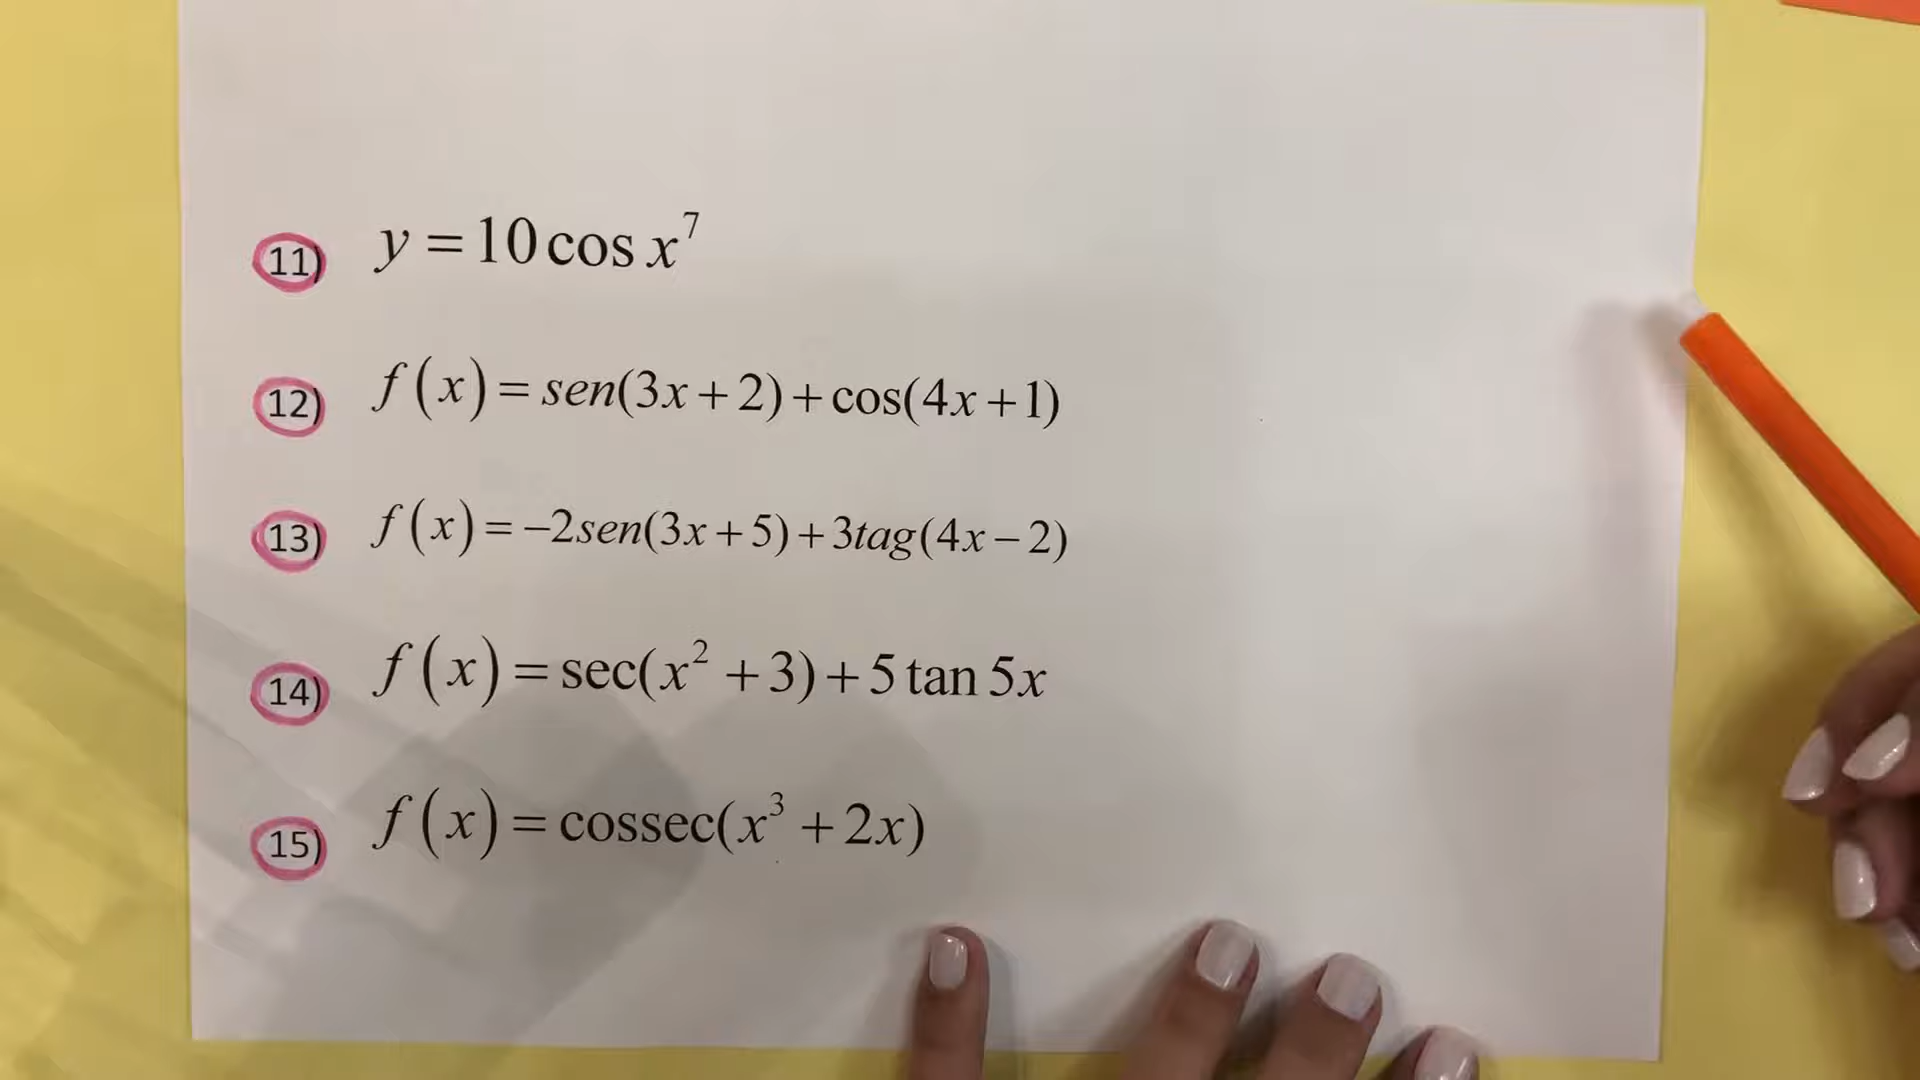 11) y = 10 cos x⁷
12) f(x) = sen(3x + 2) + cos(4x + 1)
13) f(x) = −2sen(3x + 5) + 3tag(4x − 2)
14) f(x) = sec(x² + 3) + 5 tan 5x
15) f(x) = cossec(x³ + 2x)